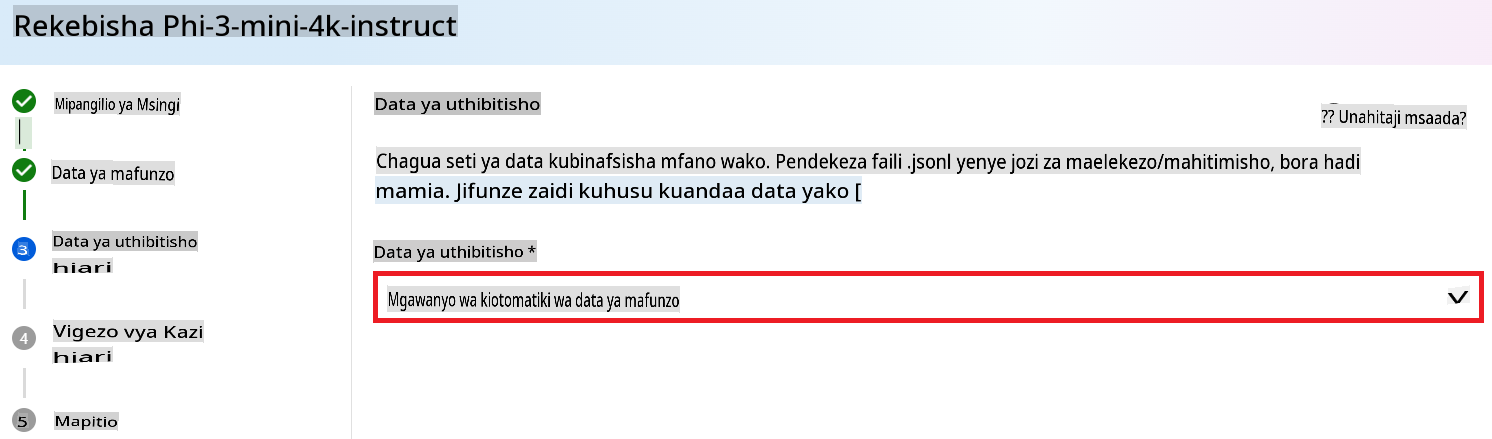 Rekebisha Phi-3-mini-4k-instruct
Mipangilio ya Msingi
Data ya mafunzo
3
Data ya uthibitisho
hiari
4
Vigezo vya Kazi
hiari
5
Mapitio
Data ya uthibitisho
?? Unahitaji msaada?
Chagua seti ya data kubinafsisha mfano wako. Pendekeza faili .jsonl yenye jozi za maelekezo/mahitimisho, bora hadi
mamia. Jifunze zaidi kuhusu kuandaa data yako [
Data ya uthibitisho *
Mgawanyo wa kiotomatiki wa data ya mafunzo